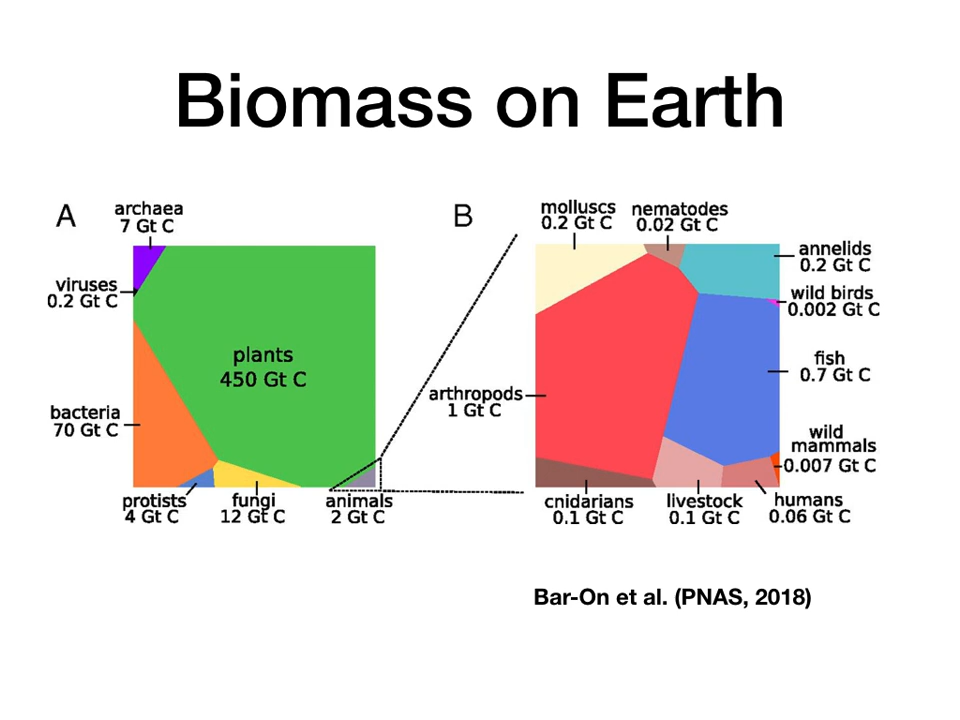 Biomass on Earth
A
archaea
7 Gt C
viruses
0.2 Gt C
plants
450 Gt C
bacteria
70 Gt C
protists
4 Gt C
fungi
12 Gt C
animals
2 Gt C
B
molluscs
0.2 Gt C
nematodes
0.02 Gt C
annelids
0.2 Gt C
wild birds
0.002 Gt C
fish
0.7 Gt C
arthropods
1 Gt C
wild
mammals
0.007 Gt C
cnidarians
0.1 Gt C
livestock
0.1 Gt C
humans
0.06 Gt C
Bar-On et al. (PNAS, 2018)